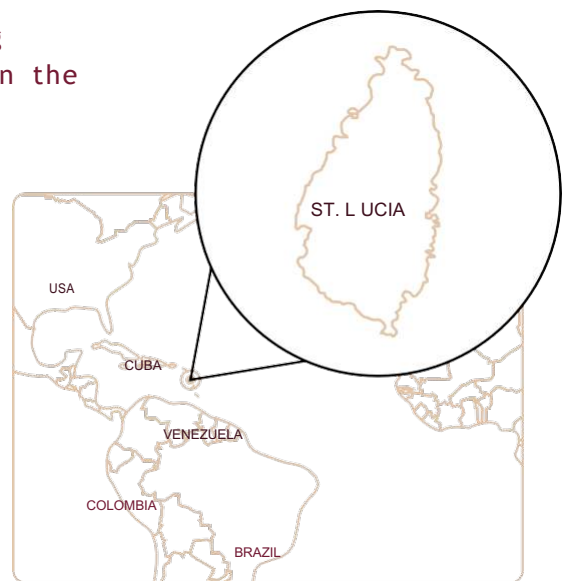 n the
ST. L UCIA
USA
CUBA
VENEZUELA
COLOMBIA
BRAZIL